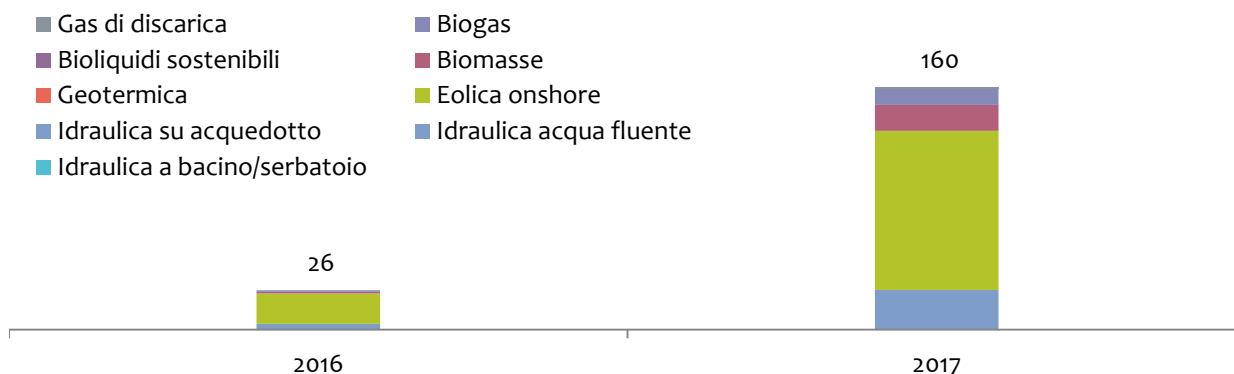 Gas di discarica
Biogas
Bioliquidi sostenibili
Biomasse
Geotermica
Eolica onshore
Idraulica su acquedotto
Idraulica acqua fluente
Idraulica a bacino/serbatoio
160
26
2016
2017